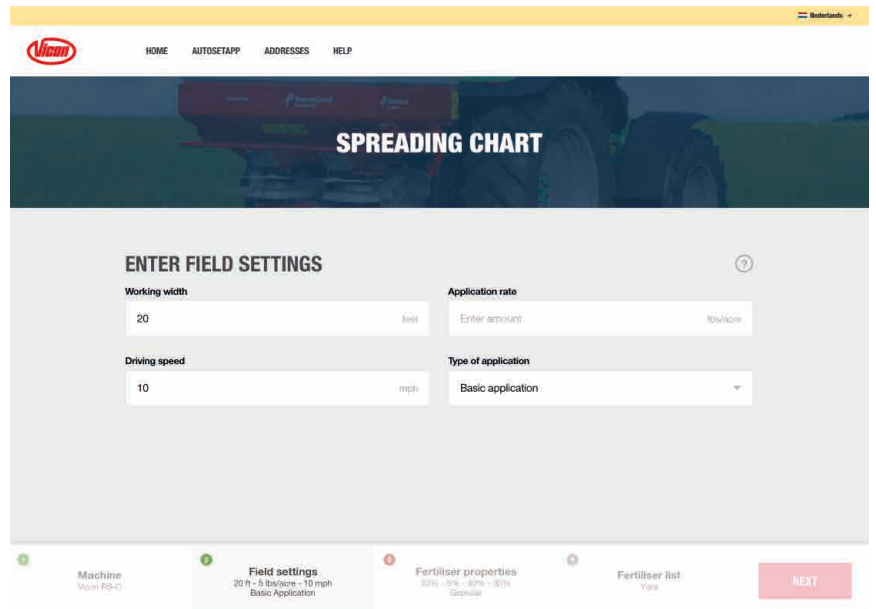 Nederlands
Vicon
HOME AUTOSETAPP ADDRESSES HELP
SPREADING CHART
ENTER FIELD SETTINGS
?
Working width
Application rate
20 feet
Enter amount lbs/acre
Driving speed
Type of application
10 mph
Basic application
Machine
Vicon RS-C
2
Field settings
20 ft - 5 lbs/acre - 10 mph
Basic Application
Fertiliser properties
Granular
Fertiliser list
Yara
NEXT